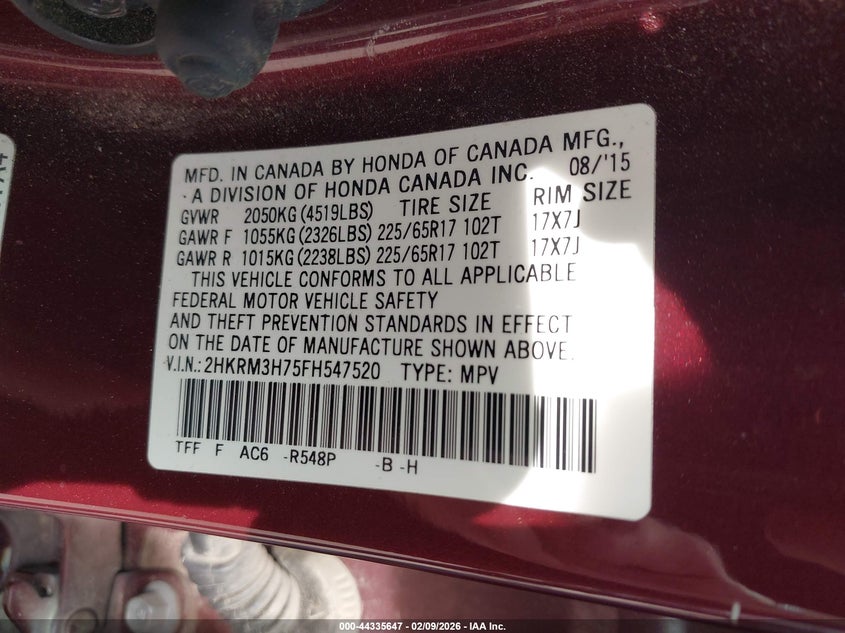 MFD. IN CANADA BY HONDA OF CANADA MFG.,
A DIVISION OF HONDA CANADA INC. 08/'15
GVWR 2050KG (4519LBS) TIRE SIZE RIM SIZE
GAWR F 1055KG (2326LBS) 225/65R17 102T 17X7J
GAWR R 1015KG (2238LBS) 225/65R17 102T 17X7J
THIS VEHICLE CONFORMS TO ALL APPLICABLE
FEDERAL MOTOR VEHICLE SAFETY
AND THEFT PREVENTION STANDARDS IN EFFECT
ON THE DATE OF MANUFACTURE SHOWN ABOVE.
V.I.N.: 2HKRM3H75FH547520 TYPE: MPV
TFF F AC6 -R548P -B -H
000-44335647 - 02/09/2026 - IAA Inc.